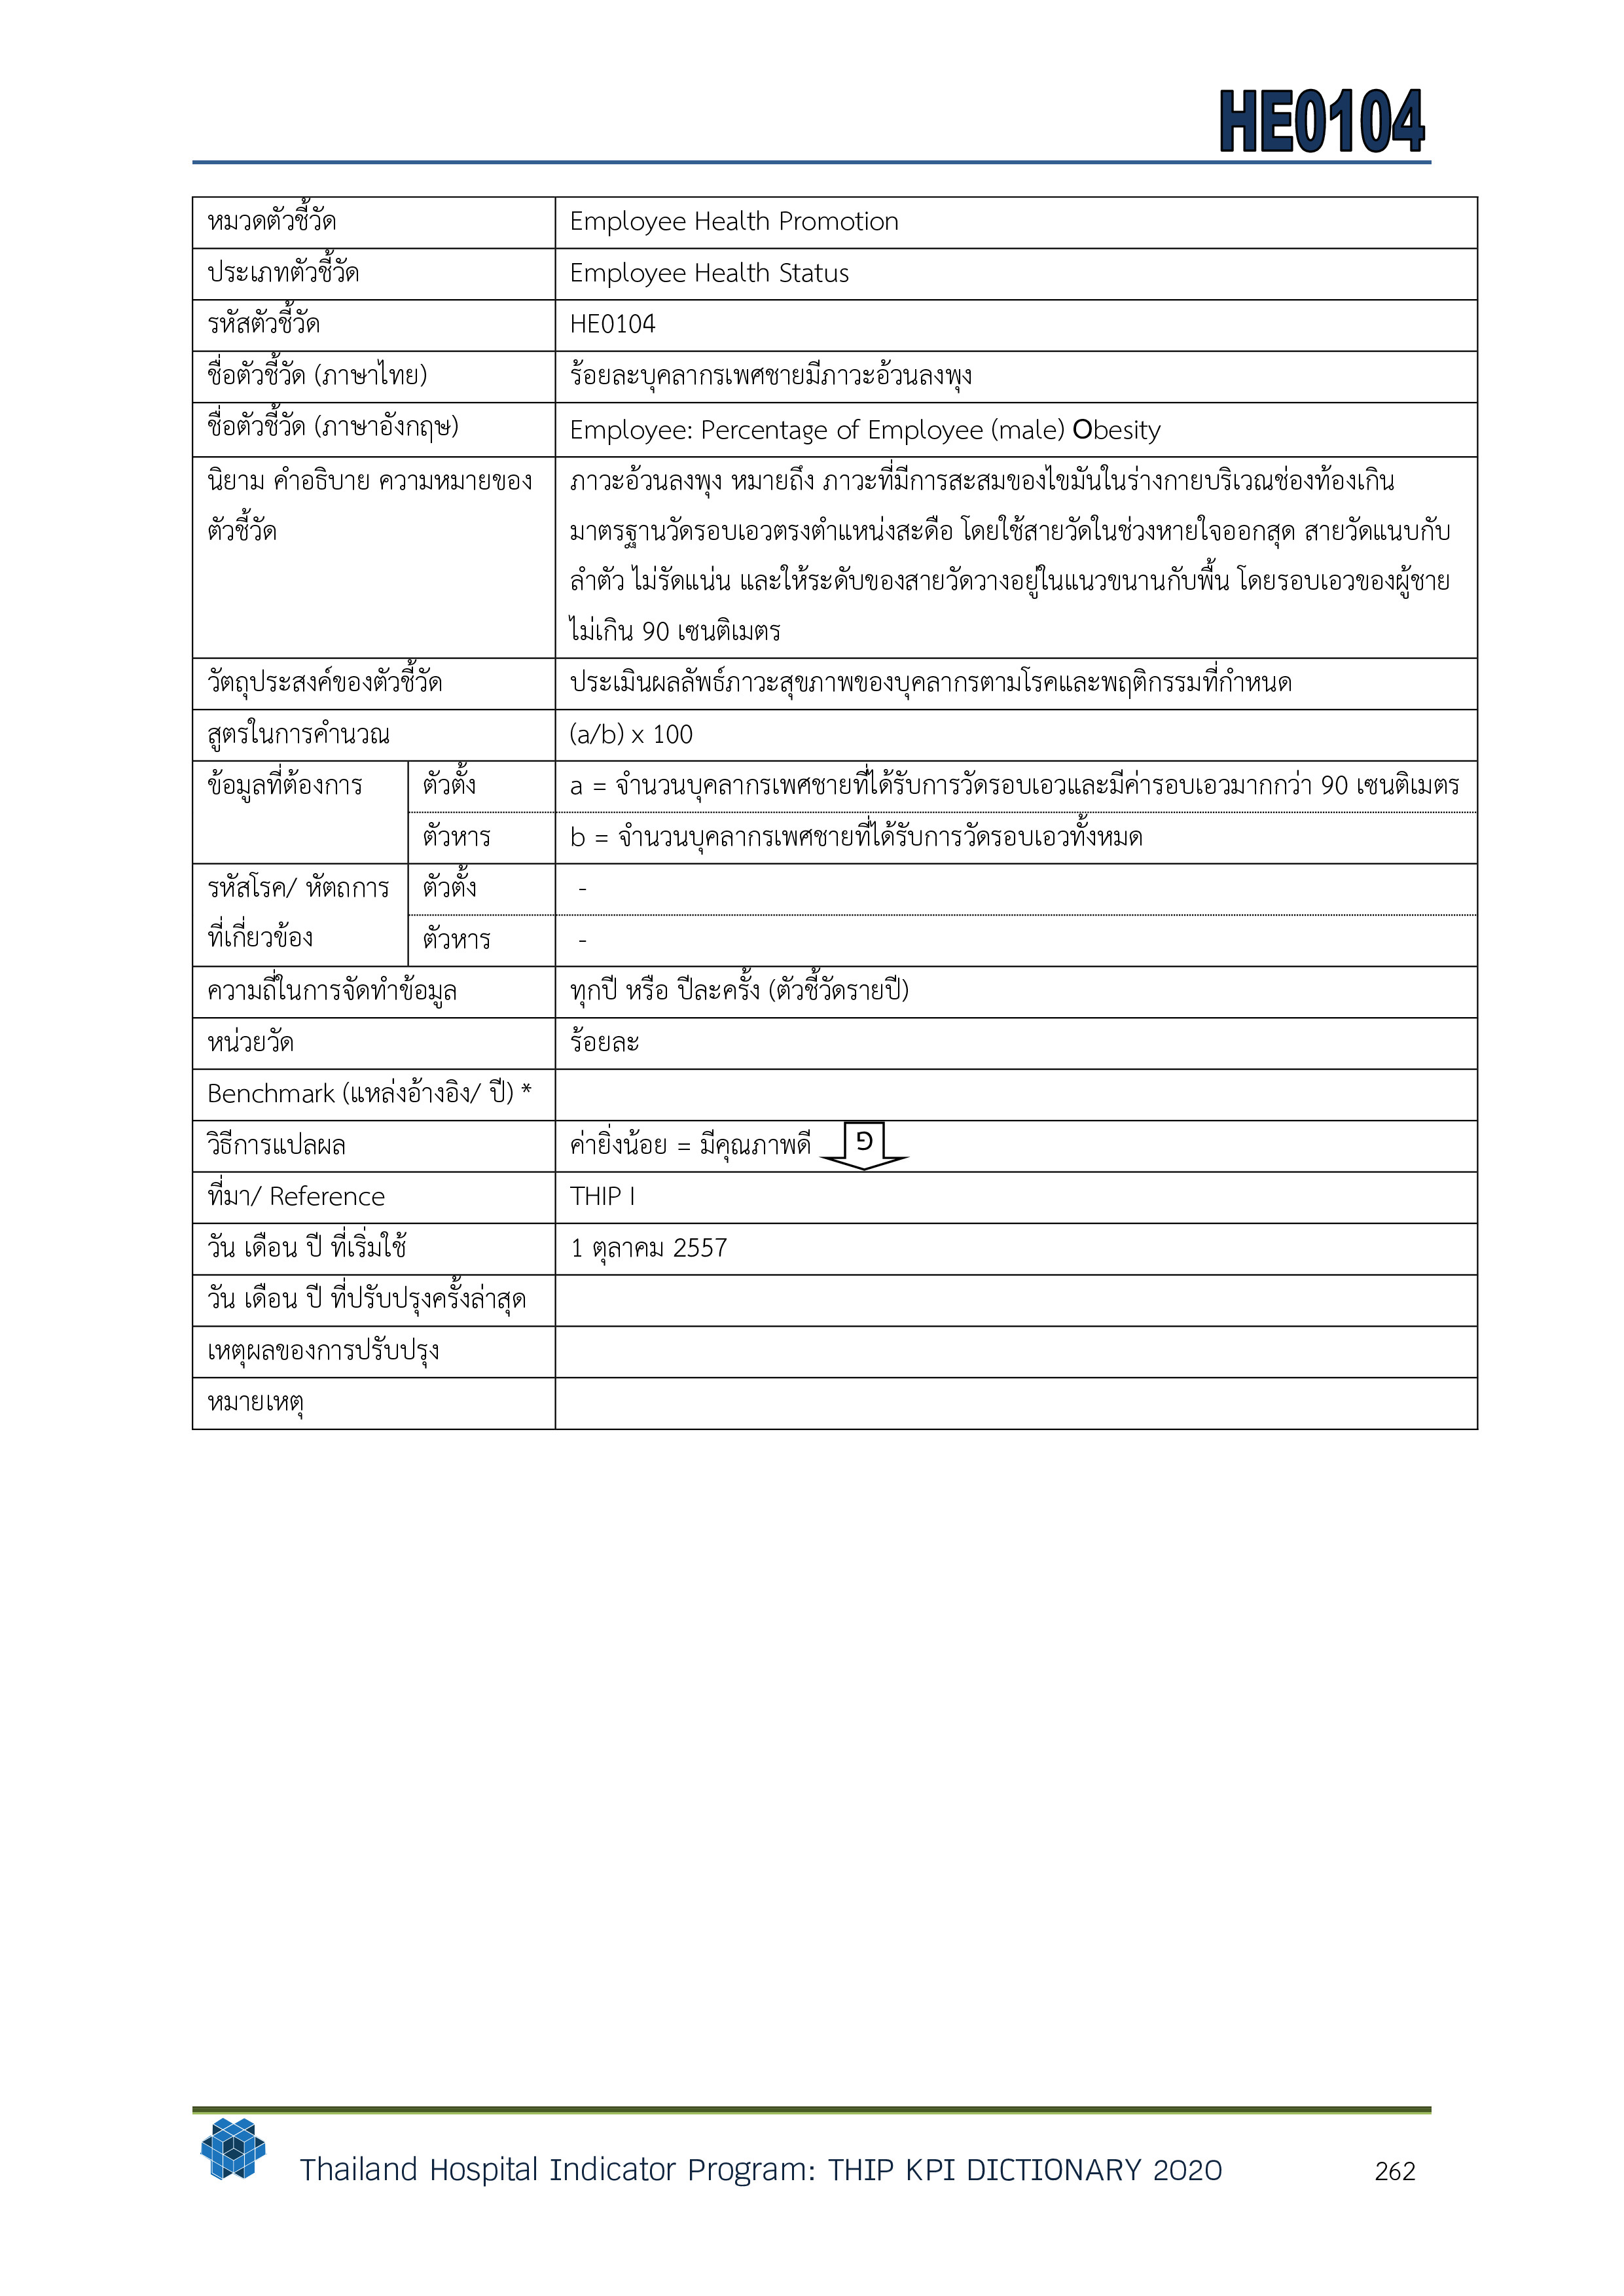 HE0104
หมวดตัวชี้วัด Employee Health Promotion
ประเภทตัวชี้วัด Employee Health Status
รหัสตัวชี้วัด HE0104
ชื่อตัวชี้วัด (ภาษาไทย) ร้อยละบุคลากรเพศชายมีภาวะอ้วนลงพุง
ชื่อตัวชี้วัด (ภาษาอังกฤษ) Employee: Percentage of Employee (male) Obesity
นิยาม คำอธิบาย ความหมายของ
ตัวชี้วัด
ภาวะอ้วนลงพุง หมายถึง ภาวะที่มีการสะสมของไขมันในร่างกายบริเวณช่องท้องเกิน
มาตรฐานวัดรอบเอวตรงตำแหน่งสะดือ โดยใช้สายวัดในช่วงหายใจออกสุด สายวัดแนบกับ
ลำตัว ไม่รัดแน่น และให้ระดับของสายวัดวางอยู่ในแนวขนานกับพื้น โดยรอบเอวของผู้ชาย
ไม่เกิน 90 เซนติเมตร
วัตถุประสงค์ของตัวชี้วัด ประเมินผลลัพธ์ภาวะสุขภาพของบุคลากรตามโรคและพฤติกรรมที่กำหนด
สูตรในการคำนวณ (a/b) x 100
ข้อมูลที่ต้องการ ตัวตั้ง a = จำนวนบุคลากรเพศชายที่ได้รับการวัดรอบเอวและมีค่ารอบเอวมากกว่า 90 เซนติเมตร
ตัวหาร b = จำนวนบุคลากรเพศชายที่ได้รับการวัดรอบเอวทั้งหมด
รหัสโรค/ หัตถการ ตัวตั้ง -
ที่เกี่ยวข้อง ตัวหาร -
ความถี่ในการจัดทำข้อมูล ทุกปี หรือ ปีละครั้ง (ตัวชี้วัดรายปี)
หน่วยวัด ร้อยละ
Benchmark (แหล่งอ้างอิง/ ปี) *
วิธีการแปลผล ค่ายิ่งน้อย = มีคุณภาพดี
ที่มา/ Reference THIP I
วัน เดือน ปี ที่เริ่มใช้ 1 ตุลาคม 2557
วัน เดือน ปี ที่ปรับปรุงครั้งล่าสุด
เหตุผลของการปรับปรุง
หมายเหตุ
Thailand Hospital Indicator Program: THIP KPI DICTIONARY 2020 262